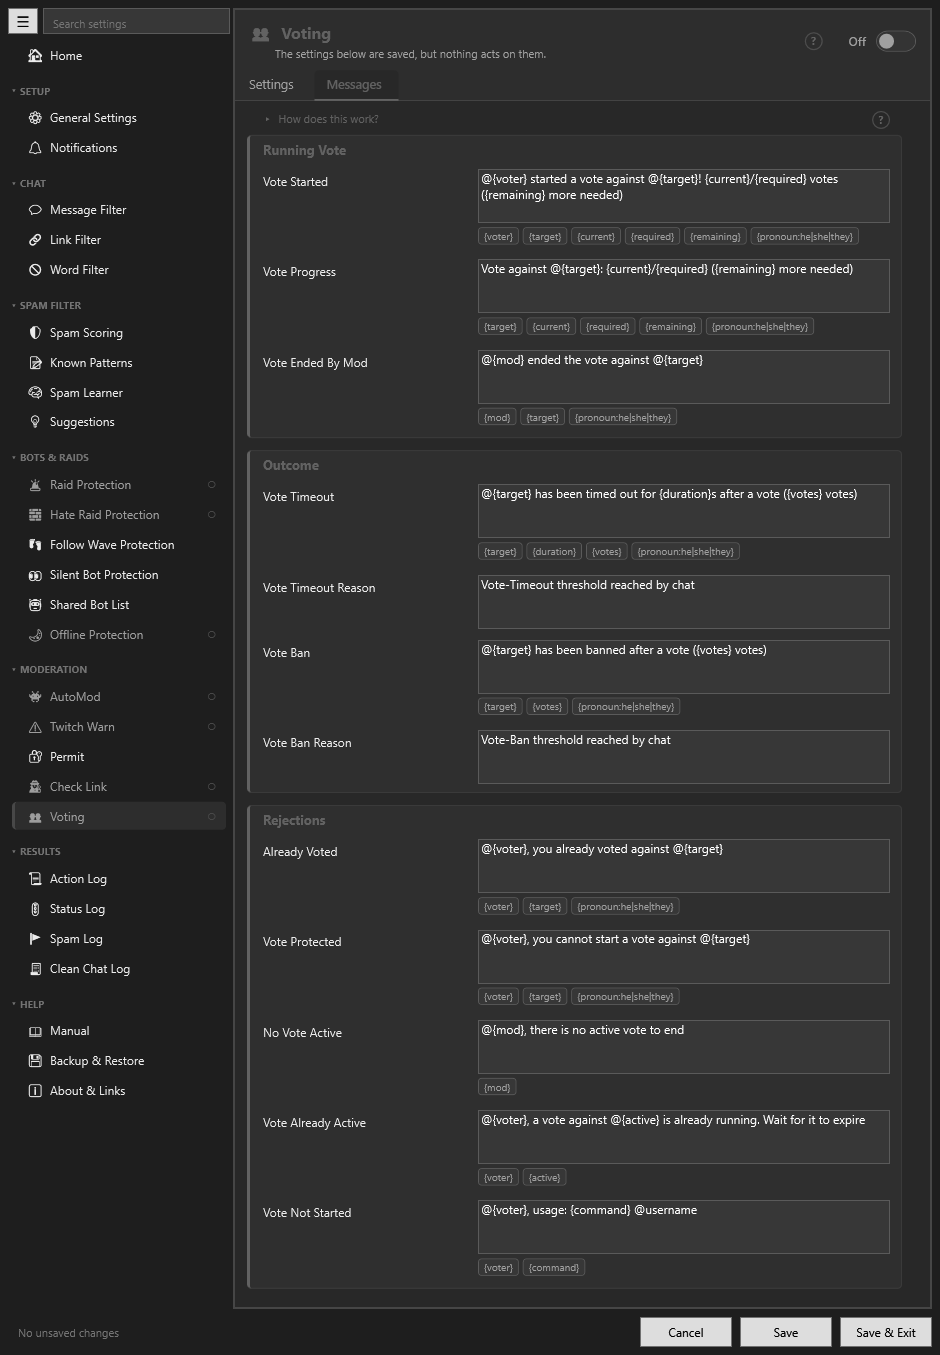 Search settings
Home
SETUP
General Settings
Notifications
CHAT
Message Filter
Link Filter
Word Filter
SPAM FILTER
Spam Scoring
Known Patterns
Spam Learner
Suggestions
BOTS & RAIDS
Raid Protection
Hate Raid Protection
Follow Wave Protection
Silent Bot Protection
Shared Bot List
Offline Protection
MODERATION
AutoMod
Twitch Warn
Permit
Check Link
Voting
RESULTS
Action Log
Status Log
Spam Log
Clean Chat Log
HELP
Manual
Backup & Restore
About & Links
Voting
The settings below are saved, but nothing acts on them.
? Off
Settings Messages
How does this work? ?
Running Vote
Vote Started
@{voter} started a vote against @{target}! {current}/{required} votes
({remaining} more needed)
{voter} {target} {current} {required} {remaining} {pronoun:he|she|they}
Vote Progress
Vote against @{target}: {current}/{required} ({remaining} more needed)
{target} {current} {required} {remaining} {pronoun:he|she|they}
Vote Ended By Mod
@{mod} ended the vote against @{target}
{mod} {target} {pronoun:he|she|they}
Outcome
Vote Timeout
@{target} has been timed out for {duration}s after a vote ({votes} votes)
{target} {duration} {votes} {pronoun:he|she|they}
Vote Timeout Reason
Vote-Timeout threshold reached by chat
Vote Ban
@{target} has been banned after a vote ({votes} votes)
{target} {votes} {pronoun:he|she|they}
Vote Ban Reason
Vote-Ban threshold reached by chat
Rejections
Already Voted
@{voter}, you already voted against @{target}
{voter} {target} {pronoun:he|she|they}
Vote Protected
@{voter}, you cannot start a vote against @{target}
{voter} {target} {pronoun:he|she|they}
No Vote Active
@{mod}, there is no active vote to end
{mod}
Vote Already Active
@{voter}, a vote against @{active} is already running. Wait for it to expire
{voter} {active}
Vote Not Started
@{voter}, usage: {command} @username
{voter} {command}
No unsaved changes
Cancel Save Save & Exit